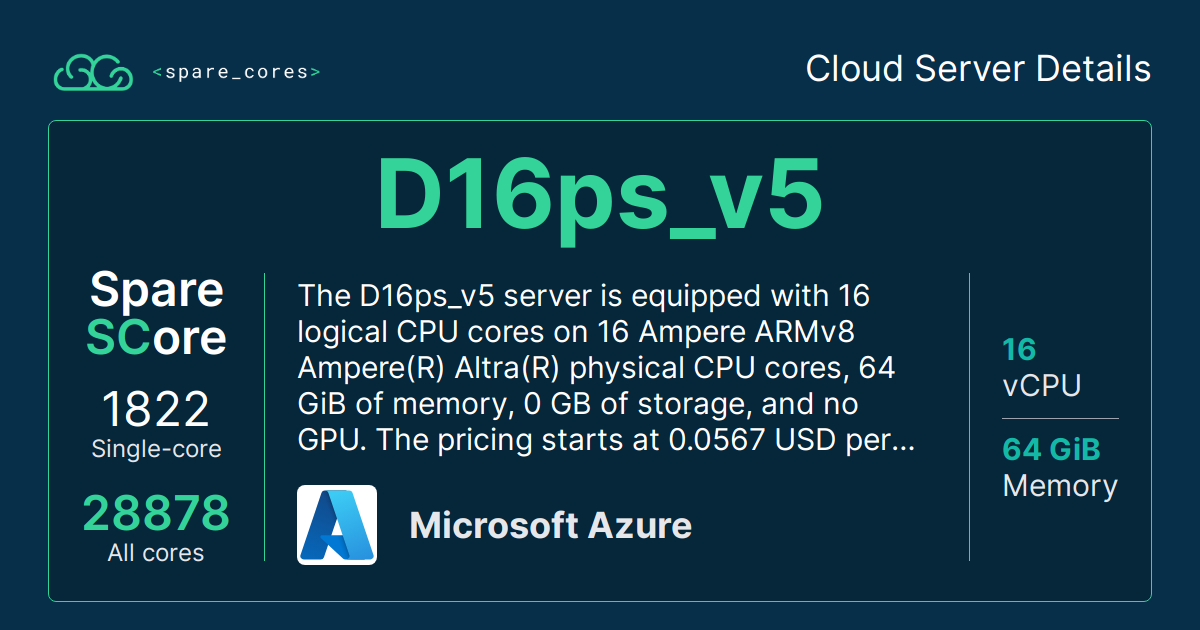 <spare_cores>
Cloud Server Details
D16ps_v5
Spare
SCore
1822
Single-core
28878
All cores
The D16ps_v5 server is equipped with 16
logical CPU cores on 16 Ampere ARMv8
Ampere(R) Altra(R) physical CPU cores, 64
GiB of memory, 0 GB of storage, and no
GPU. The pricing starts at 0.0567 USD per...
Microsoft Azure
16
vCPU
64 GiB
Memory